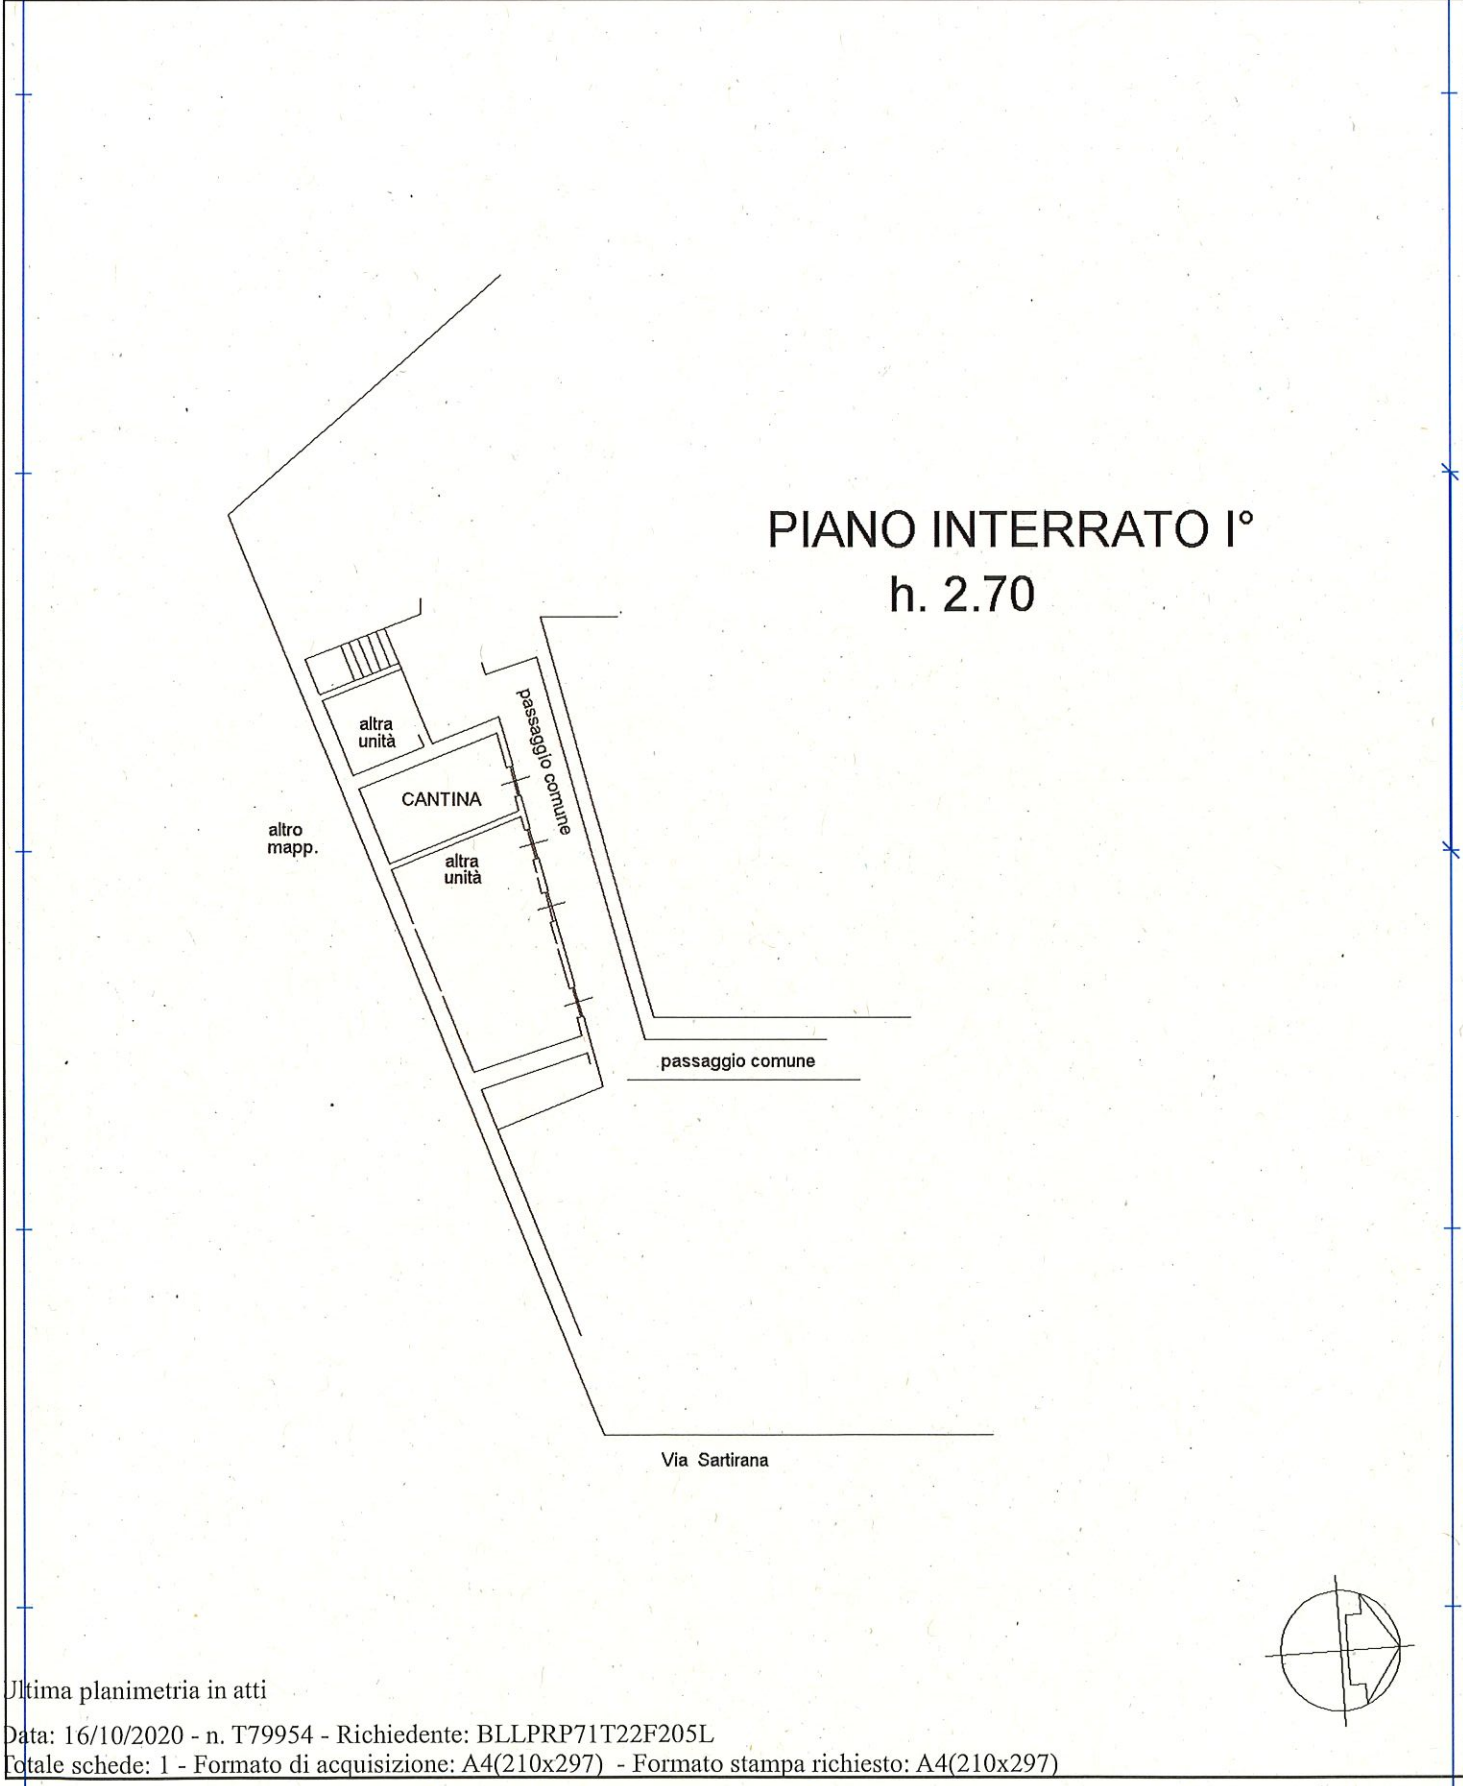 PIANO INTERRATO I°
h. 2.70
passaggio comune
altra
unità
CANTINA
altro
mapp.
altra
unità
passaggio comune
Via Sartirana
Ultima planimetria in atti
Data: 16/10/2020 - n. T79954 - Richiedente: BLLPRP71T22F205L
Totale schede: 1 - Formato di acquisizione: A4(210x297) - Formato stampa richiesto: A4(210x297)